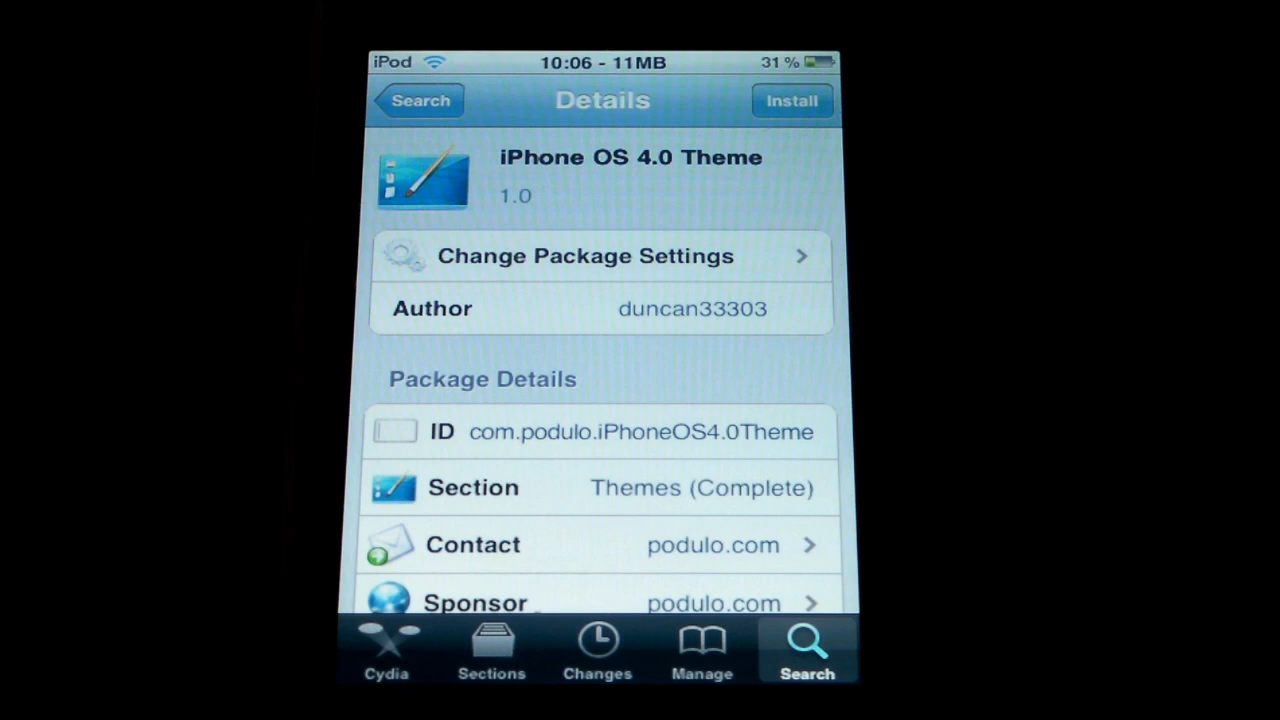 iPod 10:06 - 11MB 31 %
Search Details Install
iPhone OS 4.0 Theme
1.0
Change Package Settings
Author duncan33303
Package Details
ID com.podulo.iPhoneOS4.0Theme
Section Themes (Complete)
Contact podulo.com
Sponsor podulo.com
Cydia Sections Changes Manage Search